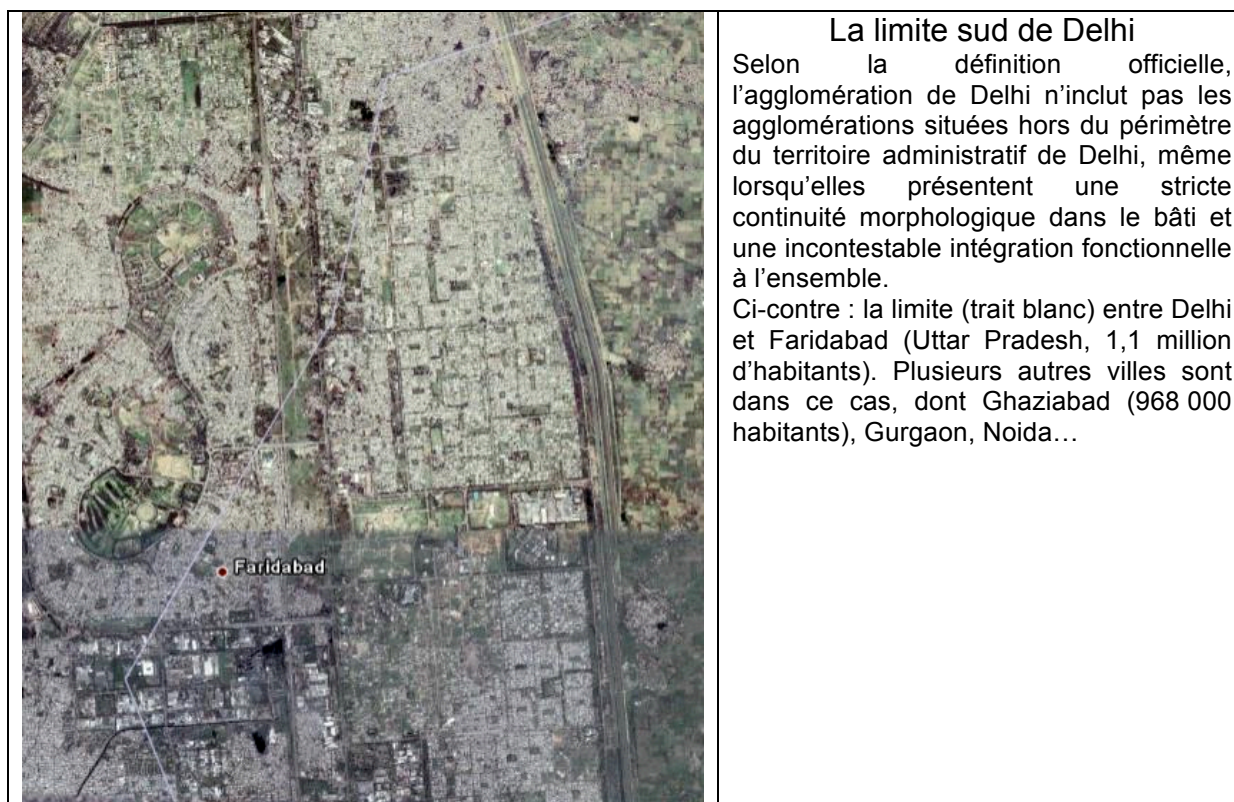 La limite sud de Delhi
Selon la définition officielle,
l’agglomération de Delhi n’inclut pas les
agglomérations situées hors du périmètre
du territoire administratif de Delhi, même
lorsqu’elles présentent une stricte
continuité morphologique dans le bâti et
une incontestable intégration fonctionnelle
à l’ensemble.
Ci-contre : la limite (trait blanc) entre Delhi
et Faridabad (Uttar Pradesh, 1,1 million
d’habitants). Plusieurs autres villes sont
dans ce cas, dont Ghaziabad (968 000
habitants), Gurgaon, Noida…
Faridabad